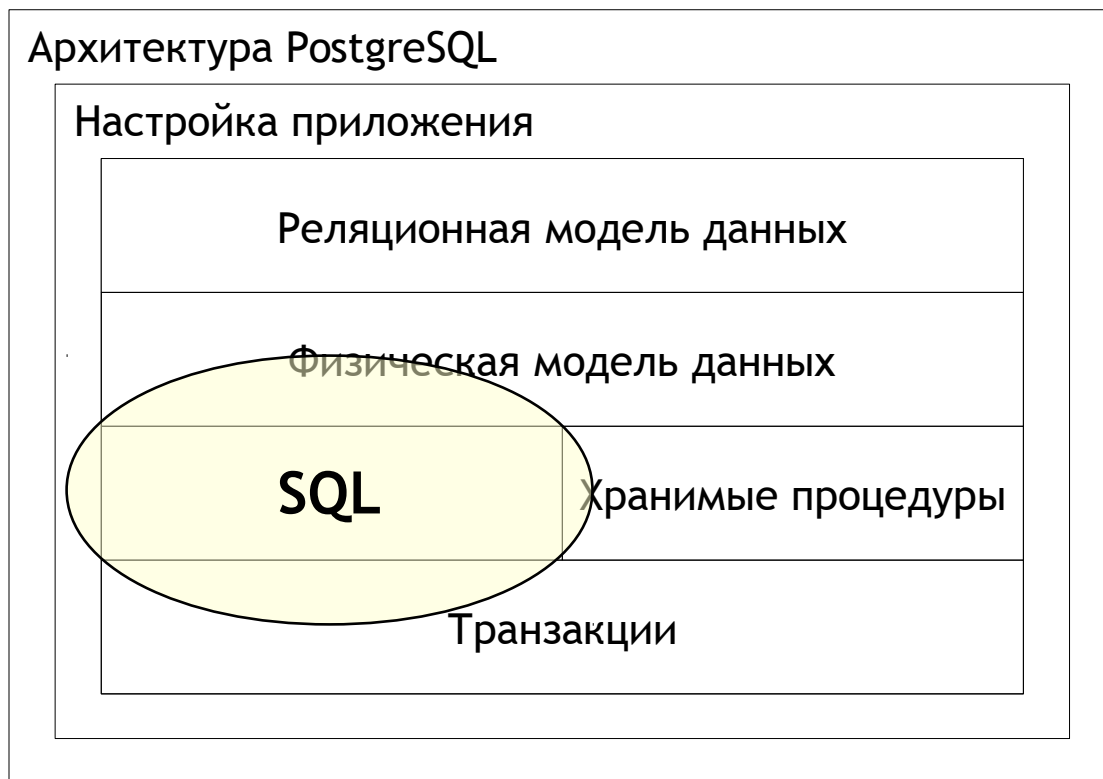 Архитектура PostgreSQL
Настройка приложения
Реляционная модель данных
Физическая модель данных
SQL
Хранимые процедуры
Транзакции